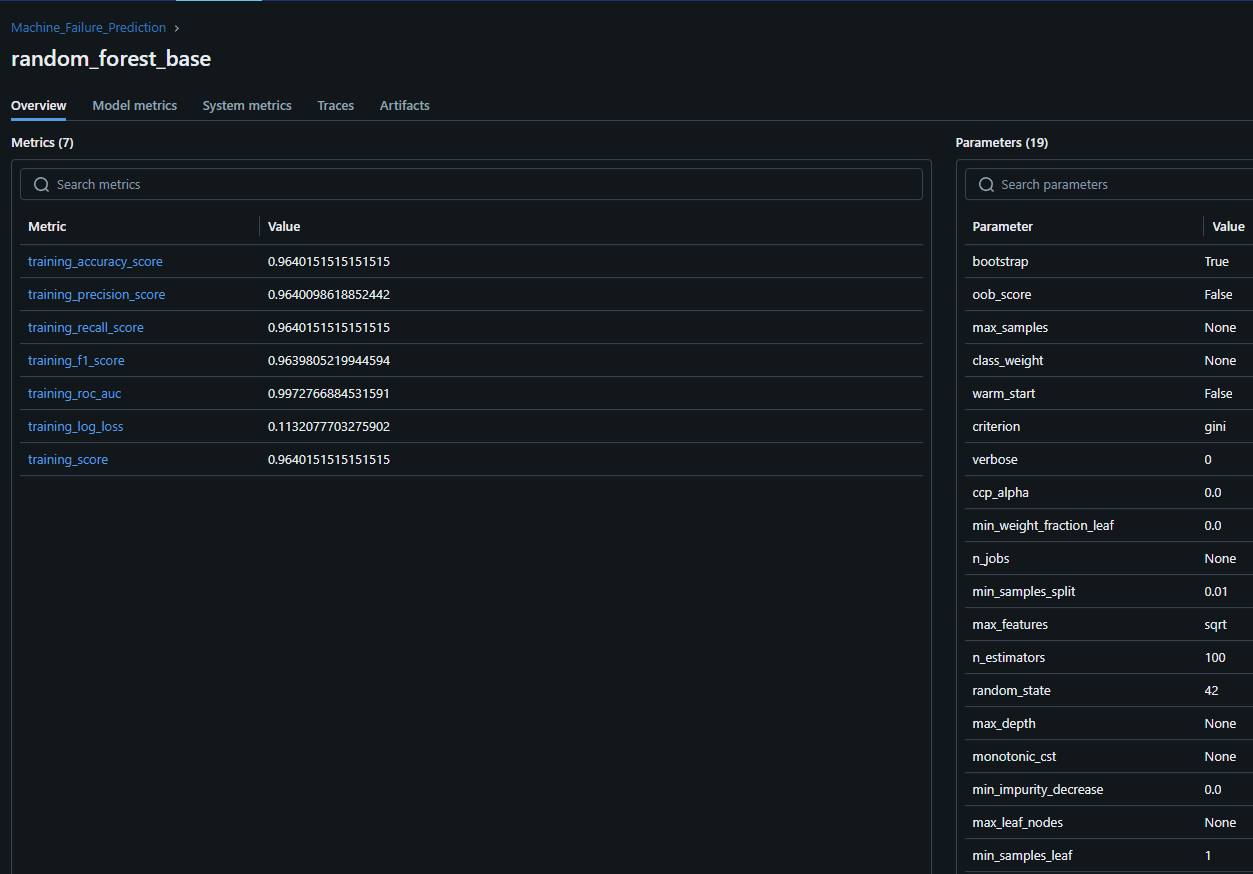 Machine_Failure_Prediction ›
random_forest_base
Overview Model metrics System metrics Traces Artifacts
Metrics (7)
Search metrics
Metric Value
training_accuracy_score 0.9640151515151515
training_precision_score 0.9640098618852442
training_recall_score 0.9640151515151515
training_f1_score 0.9639805219944594
training_roc_auc 0.9972766884531591
training_log_loss 0.1132077703275902
training_score 0.9640151515151515
Parameters (19)
Search parameters
Parameter Value
bootstrap True
oob_score False
max_samples None
class_weight None
warm_start False
criterion gini
verbose 0
ccp_alpha 0.0
min_weight_fraction_leaf 0.0
n_jobs None
min_samples_split 0.01
max_features sqrt
n_estimators 100
random_state 42
max_depth None
monotonic_cst None
min_impurity_decrease 0.0
max_leaf_nodes None
min_samples_leaf 1